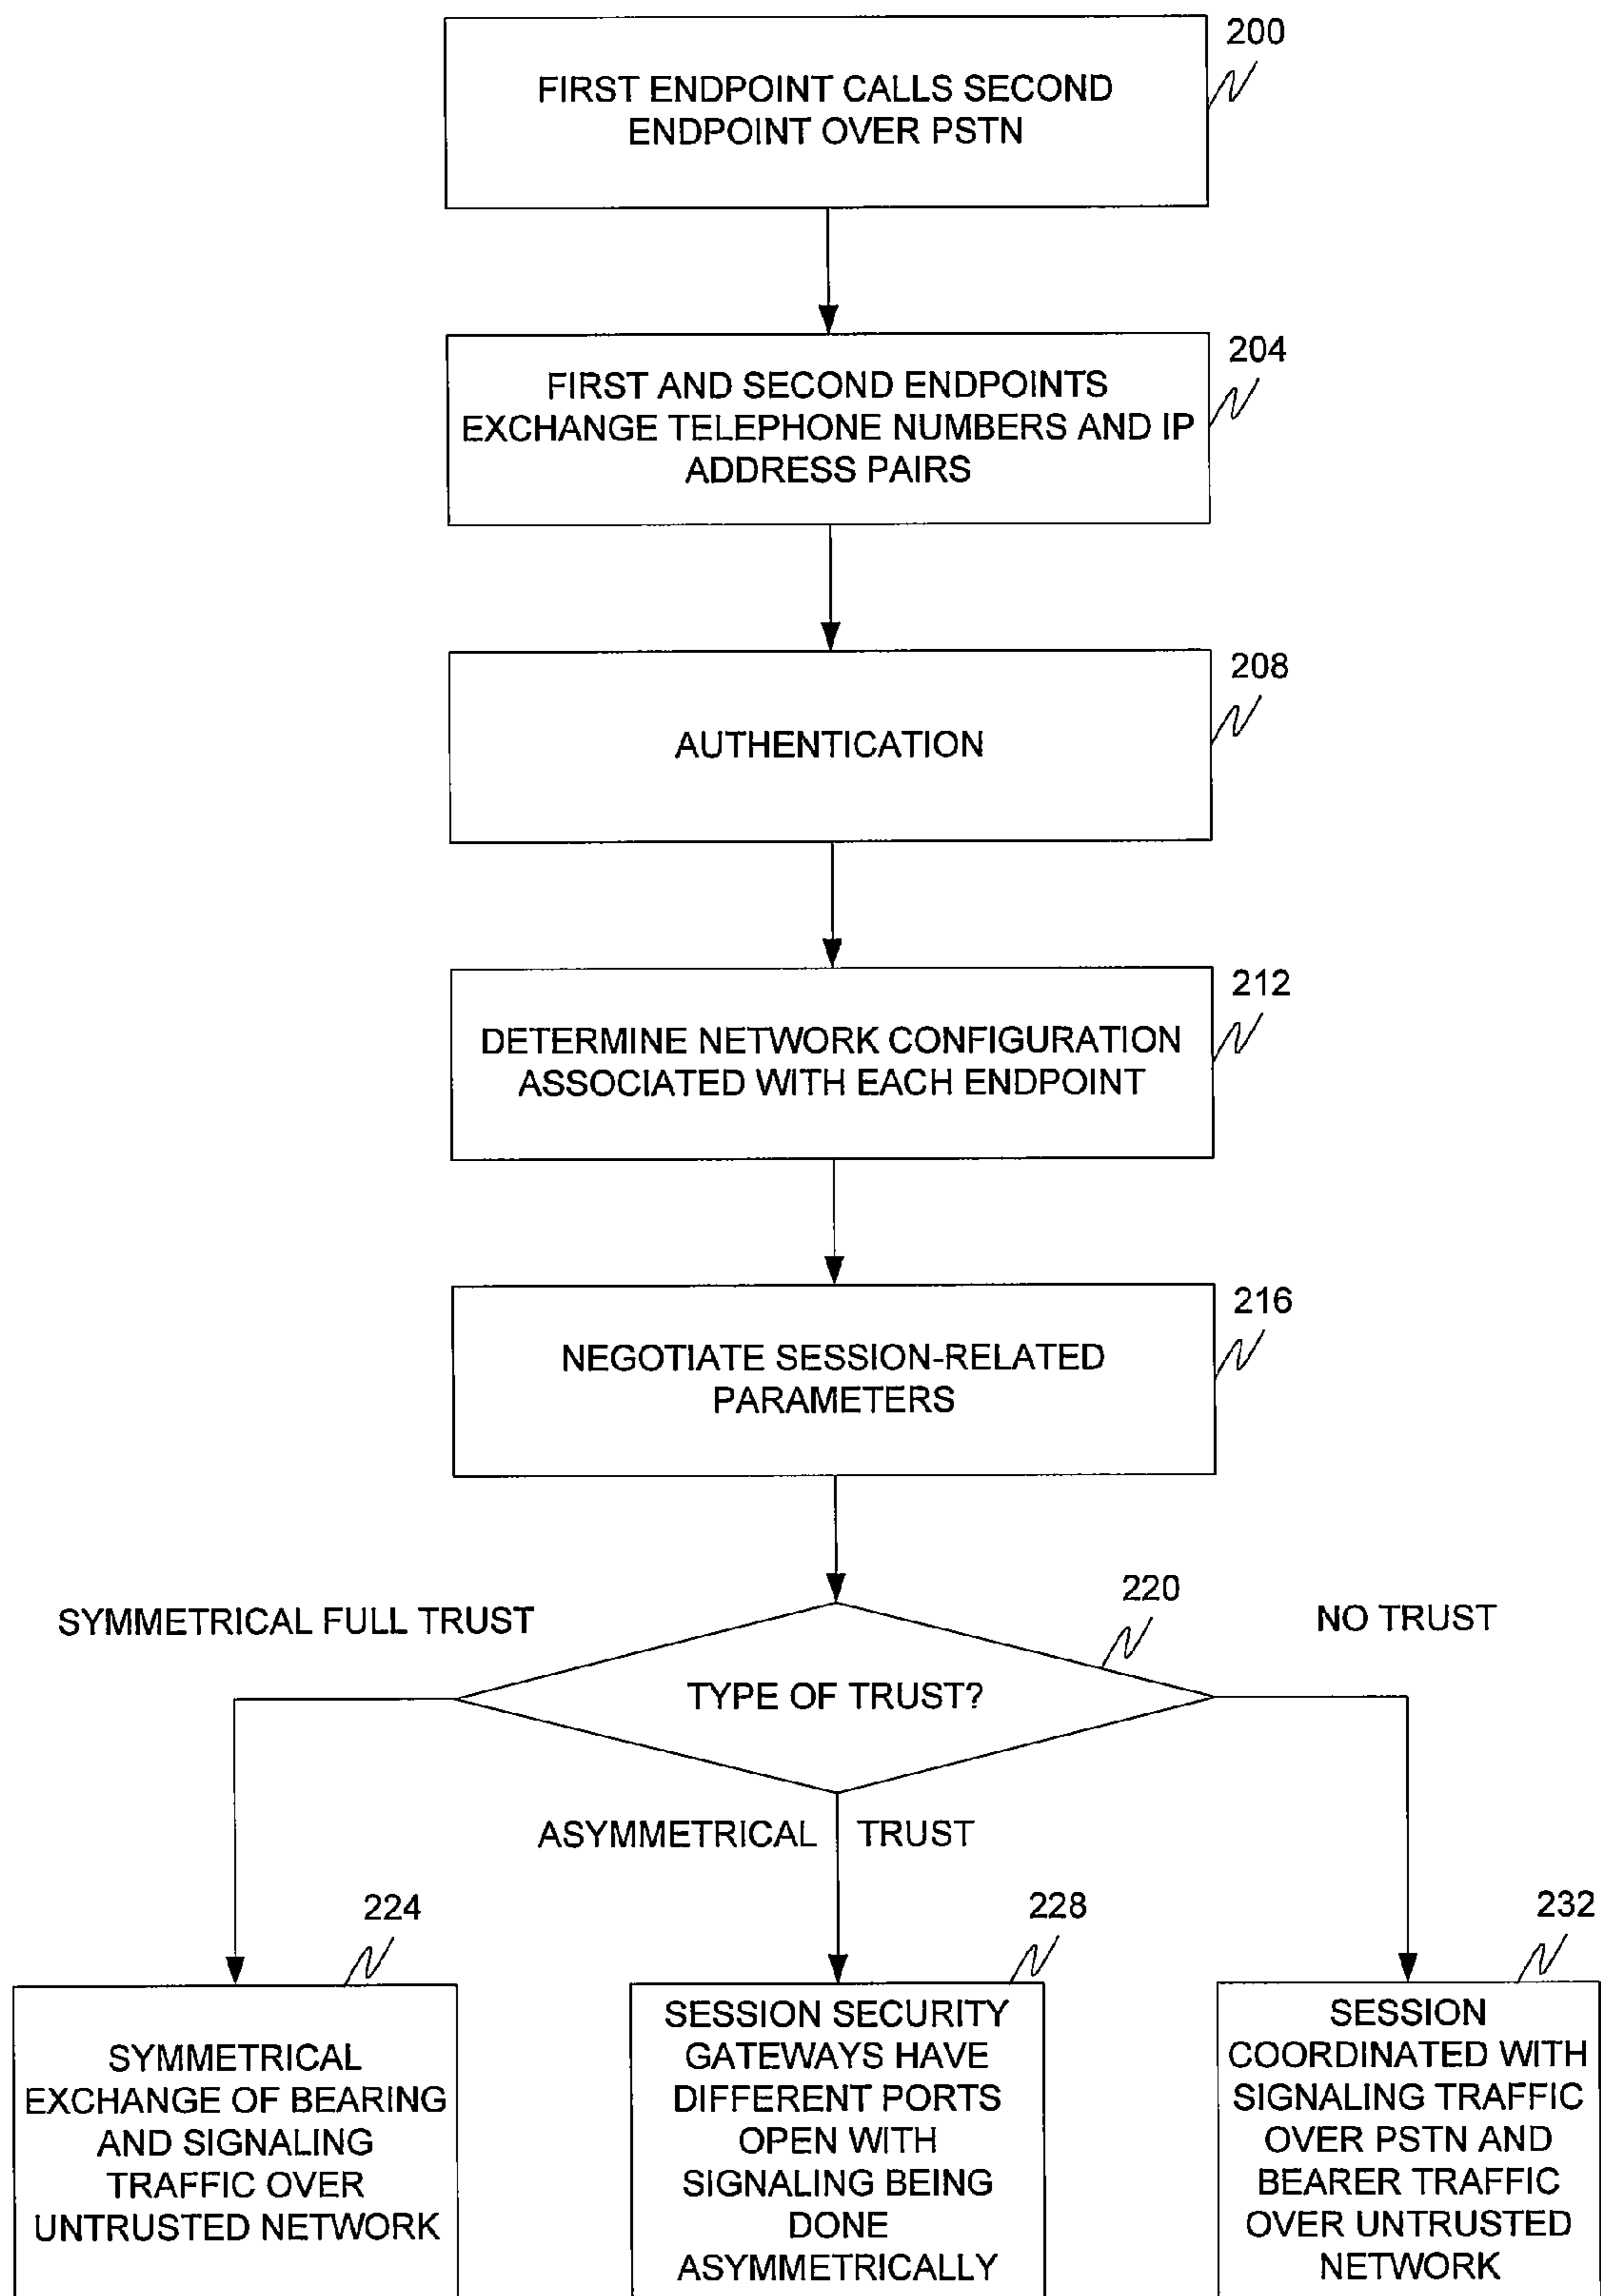 200
FIRST ENDPOINT CALLS SECOND
ENDPOINT OVER PSTN
204
FIRST AND SECOND ENDPOINTS
EXCHANGE TELEPHONE NUMBERS AND IP
ADDRESS PAIRS
208
AUTHENTICATION
212
DETERMINE NETWORK CONFIGURATION
ASSOCIATED WITH EACH ENDPOINT
216
NEGOTIATE SESSION-RELATED
PARAMETERS
220
SYMMETRICAL FULL TRUST
NO TRUST
TYPE OF TRUST?
ASYMMETRICAL TRUST
224
SYMMETRICAL
EXCHANGE OF BEARING
AND SIGNALING
TRAFFIC OVER
UNTRUSTED NETWORK
228
SESSION SECURITY
GATEWAYS HAVE
DIFFERENT PORTS
OPEN WITH
SIGNALING BEING
DONE
ASYMMETRICALLY
232
SESSION
COORDINATED WITH
SIGNALING TRAFFIC
OVER PSTN AND
BEARER TRAFFIC
OVER UNTRUSTED
NETWORK